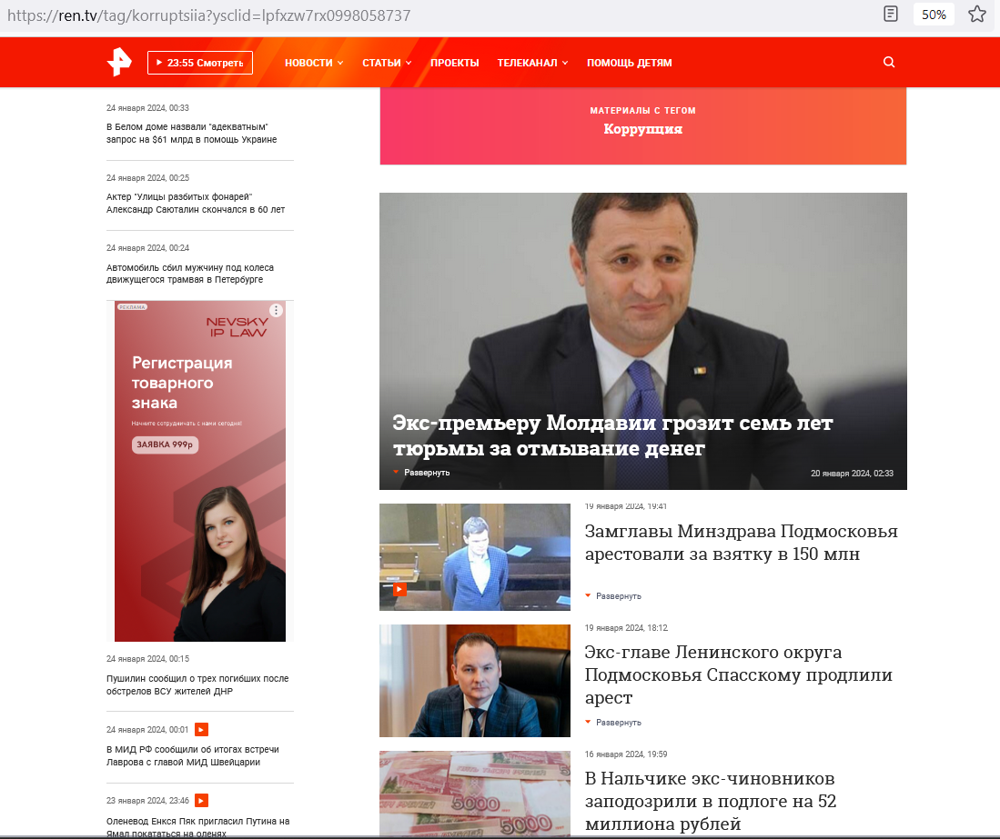 https://ren.tv/tag/korruptsiia?ysclid=lpfxzw7rx0998058737
50%
23:55 Смотреть
НОВОСТИ
СТАТЬИ
ПРОЕКТЫ
ТЕЛЕКАНАЛ
ПОМОЩЬ ДЕТЯМ
24 января 2024, 00:33
В Белом доме назвали "адекватным"
запрос на $61 млрд в помощь Украине
24 января 2024, 00:25
Актер "Улицы разбитых фонарей"
Александр Саюталин скончался в 60 лет
24 января 2024, 00:24
Автомобиль сбил мужчину под колеса
движущегося трамвая в Петербурге
РЕКЛАМА
NEVSKY
IP LAW
Регистрация
товарного
знака
Начните сотрудничать с нами сегодня!
ЗАЯВКА 999р
24 января 2024, 00:15
Пушилин сообщил о трех погибших после
обстрелов ВСУ жителей ДНР
24 января 2024, 00:01
В МИД РФ сообщили об итогах встречи
Лаврова с главой МИД Швейцарии
23 января 2024, 23:46
Оленевод Енкся Пяк пригласил Путина на
Ямал покататься на оленях
МАТЕРИАЛЫ С ТЕГОМ
Коррупция
Экс-премьеру Молдавии грозит семь лет
тюрьмы за отмывание денег
Развернуть
20 января 2024, 02:33
19 января 2024, 19:41
Замглавы Минздрава Подмосковья
арестовали за взятку в 150 млн
Развернуть
19 января 2024, 18:12
Экс-главе Ленинского округа
Подмосковья Спасскому продлили
арест
Развернуть
16 января 2024, 19:59
В Нальчике экс-чиновников
заподозрили в подлоге на 52
миллиона рублей
5000
5000